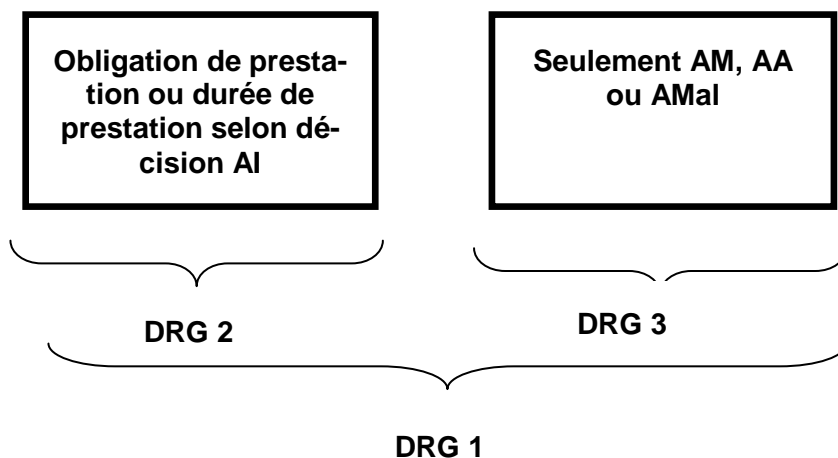 Obligation de presta-
tion ou durée de
prestation selon dé-
cision AI
Seulement AM, AA
ou AMal
DRG 2
DRG 3
DRG 1